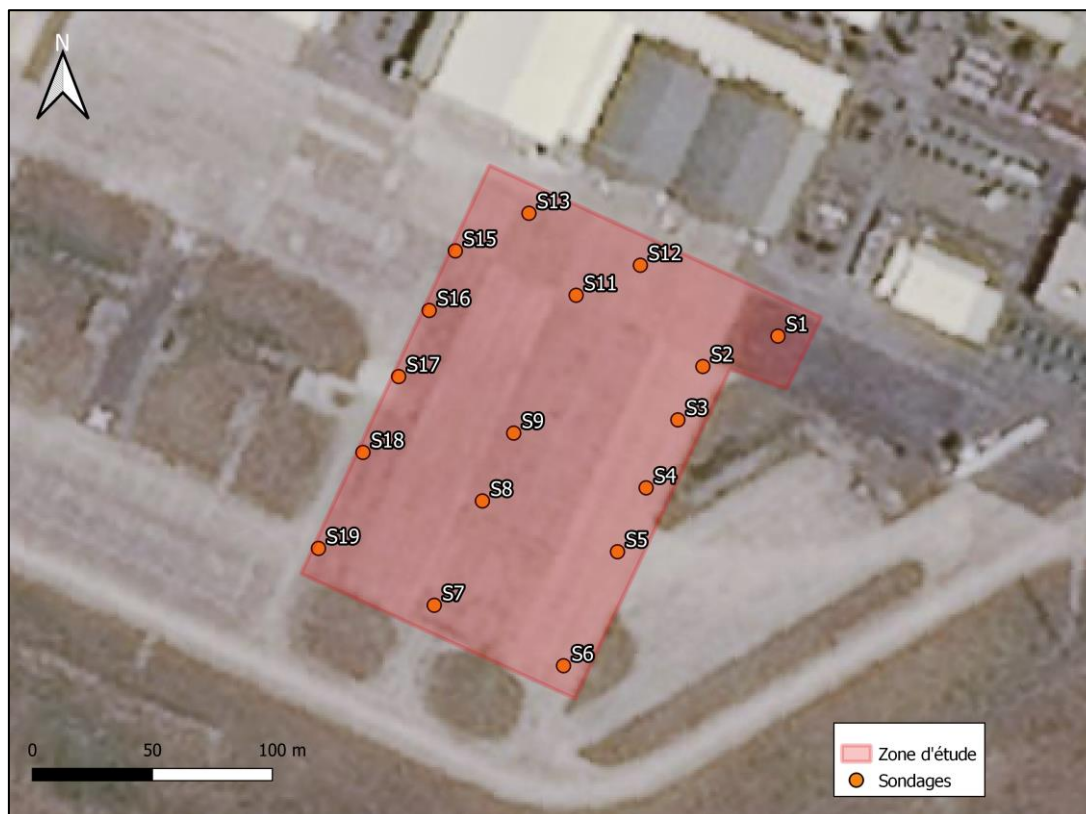 N
S13
S15
S12
S11
S16
S1
S2
S17
S3
S9
S18
S4
S8
S5
S19
S7
S6
0 50 100 m
Zone d'étude
Sondages